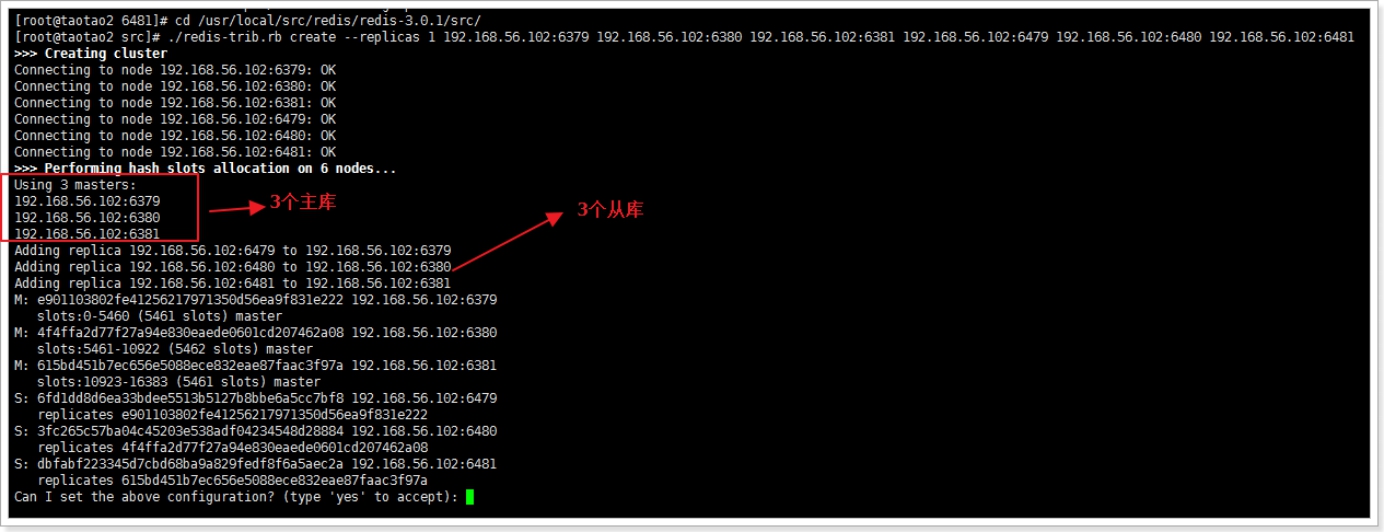 [root@taotao2 6481]# cd /usr/local/src/redis/redis-3.0.1/src/
[root@taotao2 src]# ./redis-trib.rb create --replicas 1 192.168.56.102:6379 192.168.56.102:6380 192.168.56.102:6381 192.168.56.102:6479 192.168.56.102:6480 192.168.56.102:6481
>>> Creating cluster
Connecting to node 192.168.56.102:6379: OK
Connecting to node 192.168.56.102:6380: OK
Connecting to node 192.168.56.102:6381: OK
Connecting to node 192.168.56.102:6479: OK
Connecting to node 192.168.56.102:6480: OK
Connecting to node 192.168.56.102:6481: OK
>>> Performing hash slots allocation on 6 nodes...
Using 3 masters:
192.168.56.102:6379
3个主库
192.168.56.102:6380
3个从库
192.168.56.102:6381
Adding replica 192.168.56.102:6479 to 192.168.56.102:6379
Adding replica 192.168.56.102:6480 to 192.168.56.102:6380
Adding replica 192.168.56.102:6481 to 192.168.56.102:6381
M: e901103802fe41256217971350d56ea9f831e222 192.168.56.102:6379
slots:0-5460 (5461 slots) master
M: 4f4ffa2d77f27a94e830eaede0601cd207462a08 192.168.56.102:6380
slots:5461-10922 (5462 slots) master
M: 615bd451b7ec656e5088ece832eae87faac3f97a 192.168.56.102:6381
slots:10923-16383 (5461 slots) master
S: 6fd1dd8d6ea33bdee5513b5127b8bbe6a5cc7bf8 192.168.56.102:6479
replicates e901103802fe41256217971350d56ea9f831e222
S: 3fc265c57ba04c45203e538adf04234548d28884 192.168.56.102:6480
replicates 4f4ffa2d77f27a94e830eaede0601cd207462a08
S: dbfabf223345d7cbd68ba9a829fedf8f6a5aec2a 192.168.56.102:6481
replicates 615bd451b7ec656e5088ece832eae87faac3f97a
Can I set the above configuration? (type 'yes' to accept):